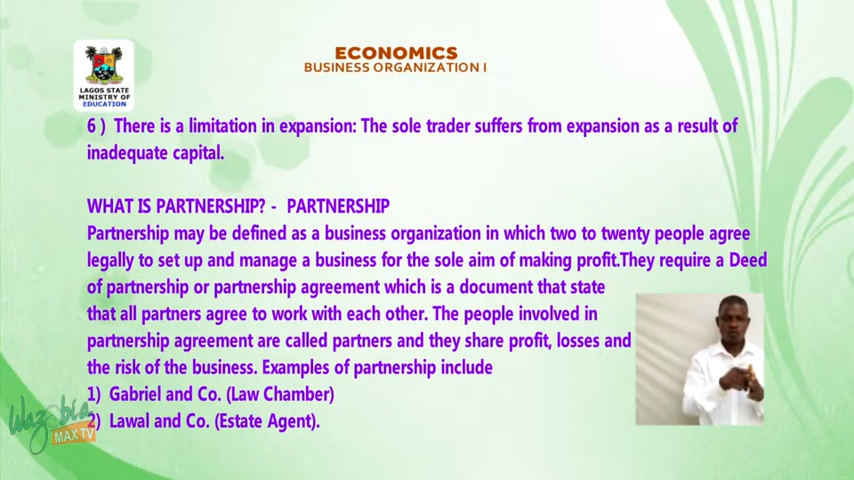 ECONOMICS
BUSINESS ORGANIZATION I
LAGOS STATE
MINISTRY OF
EDUCATION
6 ) There is a limitation in expansion: The sole trader suffers from expansion as a result of
inadequate capital.
WHAT IS PARTNERSHIP? - PARTNERSHIP
Partnership may be defined as a business organization in which two to twenty people agree
legally to set up and manage a business for the sole aim of making profit.They require a Deed
of partnership or partnership agreement which is a document that state
that all partners agree to work with each other. The people involved in
partnership agreement are called partners and they share profit, losses and
the risk of the business. Examples of partnership include
1) Gabriel and Co. (Law Chamber)
2) Lawal and Co. (Estate Agent).
Wazobia
MAX TV